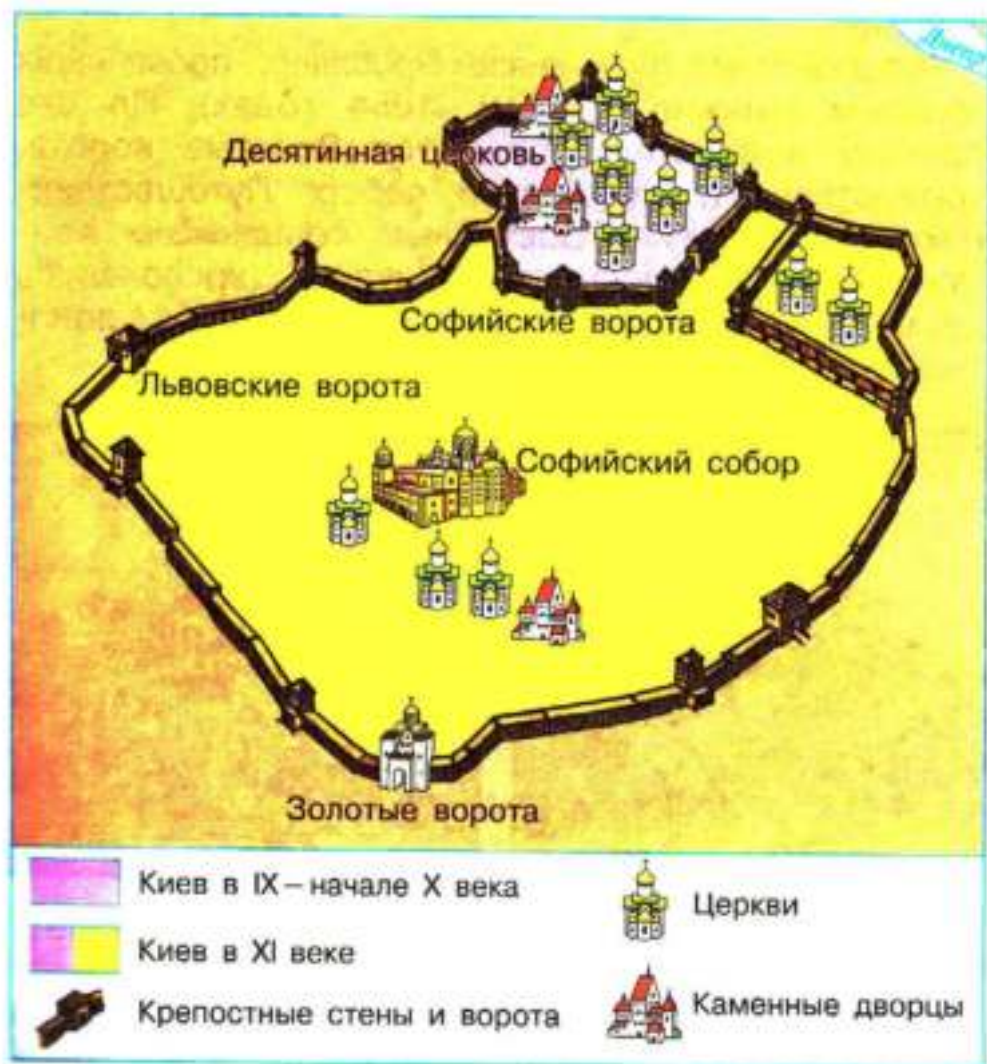 Днепр
Десятинная церковь
Софийские ворота
Львовские ворота
Софийский собор
Золотые ворота
Киев в IX – начале X века
Киев в XI веке
Крепостные стены и ворота
Церкви
Каменные дворцы